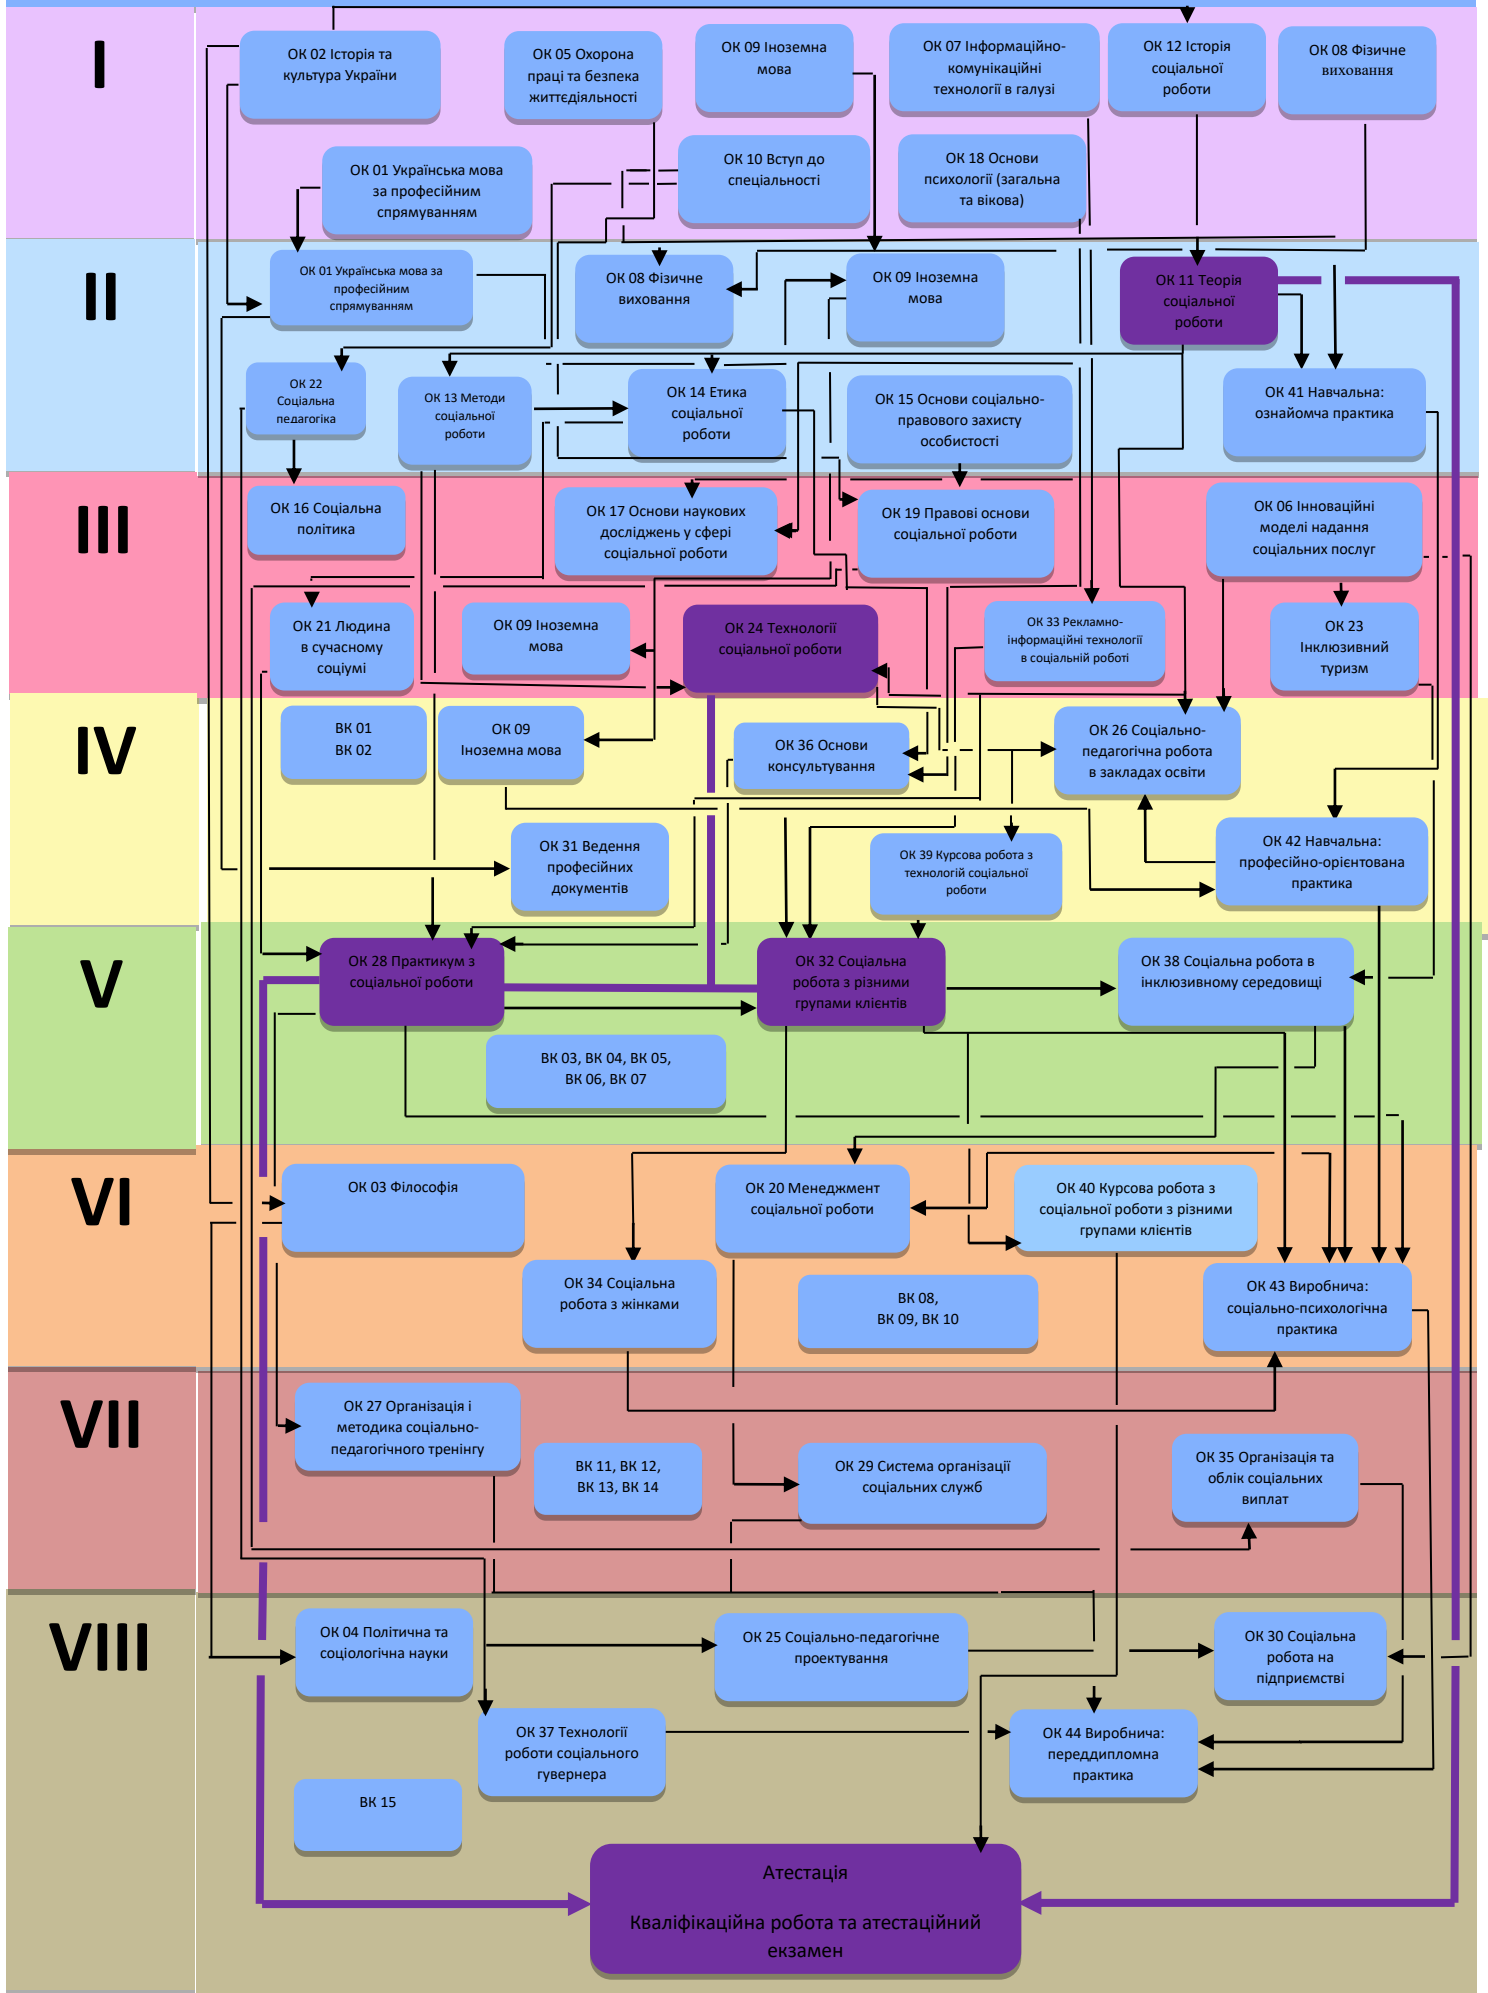 I
ОК 02 Історія та
культура України
ОК 05 Охорона
праці та безпека
життєдіяльності
ОК 09 Іноземна
мова
ОК 07 Інформаційно-
комунікаційні
технології в галузі
ОК 12 Історія
соціальної
роботи
ОК 08 Фізичне
виховання
ОК 01 Українська мова
за професійним
спрямуванням
ОК 10 Вступ до
спеціальності
ОК 18 Основи
психології (загальна
та вікова)
II
ОК 01 Українська мова за
професійним
спрямуванням
ОК 08 Фізичне
виховання
ОК 09 Іноземна
мова
ОК 11 Теорія
соціальної
роботи
ОК 22
Соціальна
педагогіка
ОК 13 Методи
соціальної
роботи
ОК 14 Етика
соціальної
роботи
ОК 15 Основи соціально-
правового захисту
особистості
ОК 41 Навчальна:
ознайомча практика
III
ОК 16 Соціальна
політика
ОК 17 Основи наукових
досліджень у сфері
соціальної роботи
ОК 19 Правові основи
соціальної роботи
ОК 06 Інноваційні
моделі надання
соціальних послуг
ОК 21 Людина
в сучасному
соціумі
ОК 09 Іноземна
мова
ОК 24 Технології
соціальної роботи
ОК 33 Рекламно-
інформаційні технології
в соціальній роботі
ОК 23
Інклюзивний
туризм
IV
ВК 01
ВК 02
ОК 09
Іноземна мова
ОК 36 Основи
консультування
ОК 26 Соціально-
педагогічна робота
в закладах освіти
ОК 31 Ведення
професійних
документів
ОК 39 Курсова робота з
технологій соціальної
роботи
ОК 42 Навчальна:
професійно-орієнтована
практика
V
ОК 28 Практикум з
соціальної роботи
ОК 32 Соціальна
робота з різними
групами клієнтів
ОК 38 Соціальна робота в
інклюзивному середовищі
ВК 03, ВК 04, ВК 05,
ВК 06, ВК 07
VI
ОК 03 Філософія
ОК 20 Менеджмент
соціальної роботи
ОК 40 Курсова робота з
соціальної роботи з різними
групами клієнтів
ОК 34 Соціальна
робота з жінками
ВК 08,
ВК 09, ВК 10
ОК 43 Виробнича:
соціально-психологічна
практика
VII
ОК 27 Організація і
методика соціально-
педагогічного тренінгу
ВК 11, ВК 12,
ВК 13, ВК 14
ОК 29 Система організації
соціальних служб
ОК 35 Організація та
облік соціальних
виплат
VIII
ОК 04 Політична та
соціологічна науки
ОК 25 Соціально-педагогічне
проектування
ОК 30 Соціальна
робота на
підприємстві
ОК 37 Технології
роботи соціального
гувернера
ОК 44 Виробнича:
переддипломна
практика
ВК 15
Атестація
Кваліфікаційна робота та атестаційний
екзамен